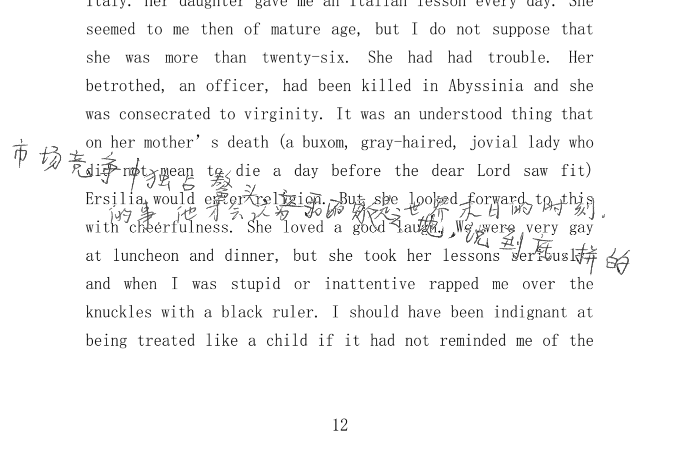 Italy. Her daughter gave me an Italian lesson every day. She
seemed to me then of mature age, but I do not suppose that
she was more than twenty-six. She had had trouble. Her
betrothed, an officer, had been killed in Abyssinia and she
was consecrated to virginity. It was an understood thing that
on her mother’s death (a buxom, gray-haired, jovial lady who
市场竞争中独占鳌头
did not mean to die a day before the dear Lord saw fit)
Ersilia would enter religion. But she looked forward to this
的事,他才会 世界末日的时刻.
with cheerfulness. She loved a good laugh. We were very gay
说到底 拼的
at luncheon and dinner, but she took her lessons seriously
and when I was stupid or inattentive rapped me over the
knuckles with a black ruler. I should have been indignant at
being treated like a child if it had not reminded me of the
12